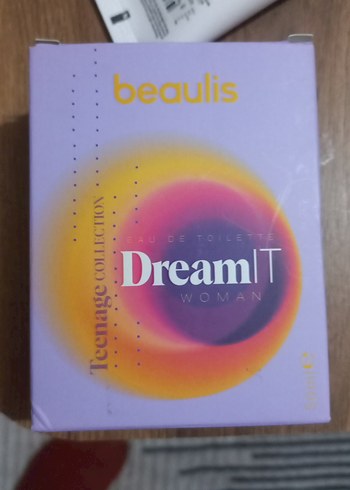 beaulis
EAU DE TOILETTE
DreamIT
WOMAN
Teenage COLLECTION